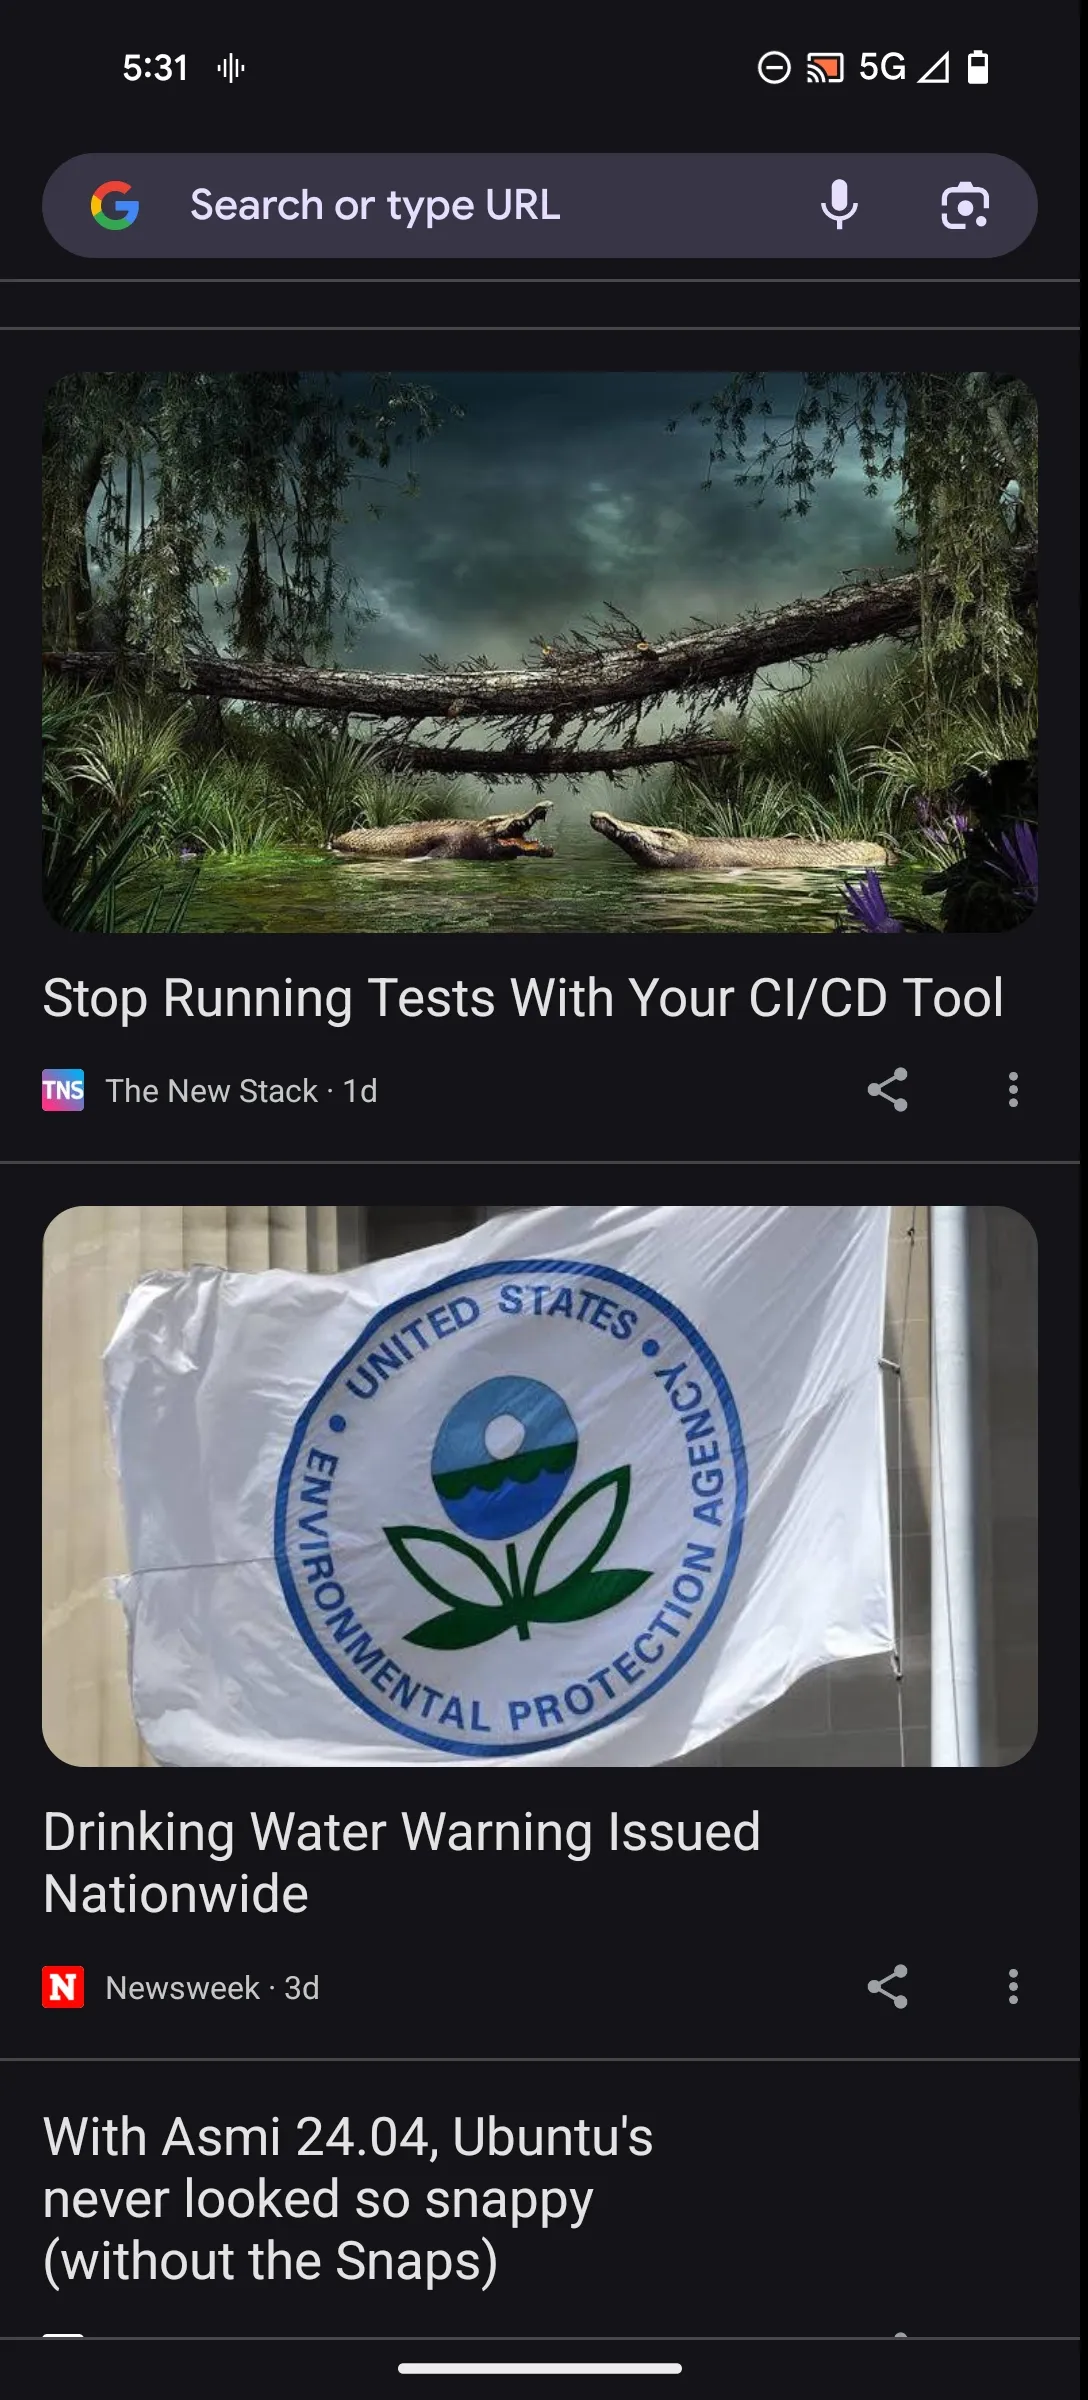 5:31
5G
Search or type URL
Stop Running Tests With Your CI/CD Tool
TNS The New Stack · 1d
• UNITED STATES •
ENVIRONMENTAL PROTECTION AGENCY
Drinking Water Warning Issued
Nationwide
N Newsweek · 3d
With Asmi 24.04, Ubuntu's
never looked so snappy
(without the Snaps)